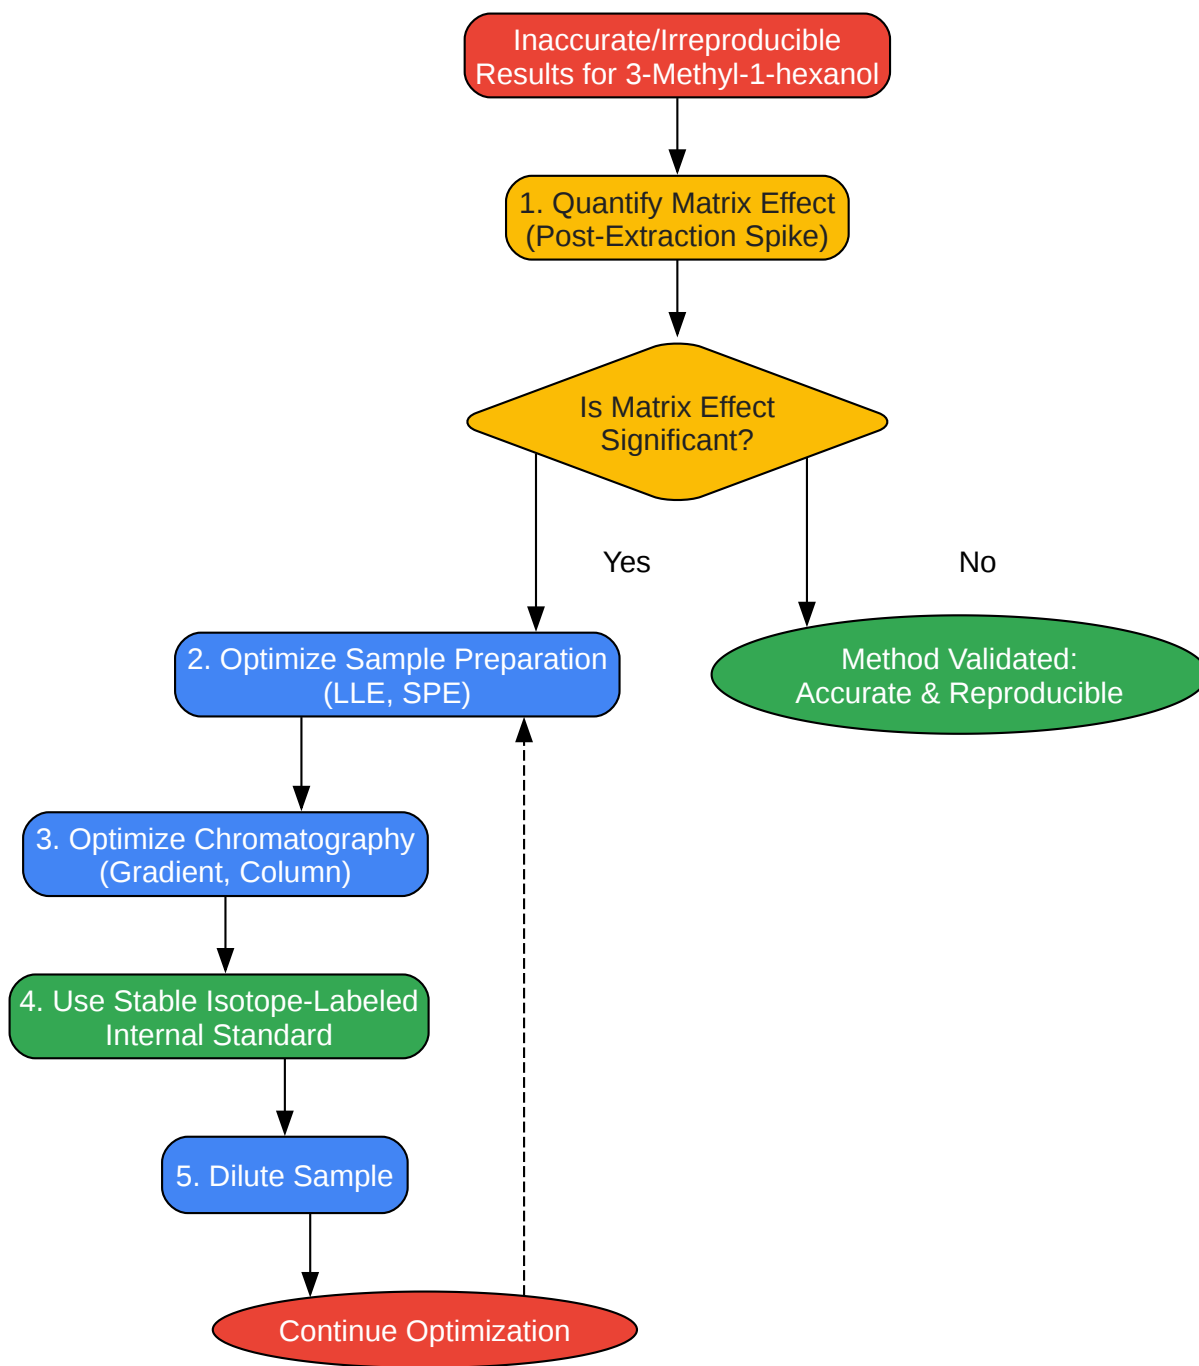 Inaccurate/Irreproducible
Results for 3-Methyl-1-hexanol
1. Quantify Matrix Effect
(Post-Extraction Spike)
Is Matrix Effect
Significant?
Yes
No
2. Optimize Sample Preparation
(LLE, SPE)
Method Validated:
Accurate & Reproducible
3. Optimize Chromatography
(Gradient, Column)
4. Use Stable Isotope-Labeled
Internal Standard
5. Dilute Sample
Continue Optimization